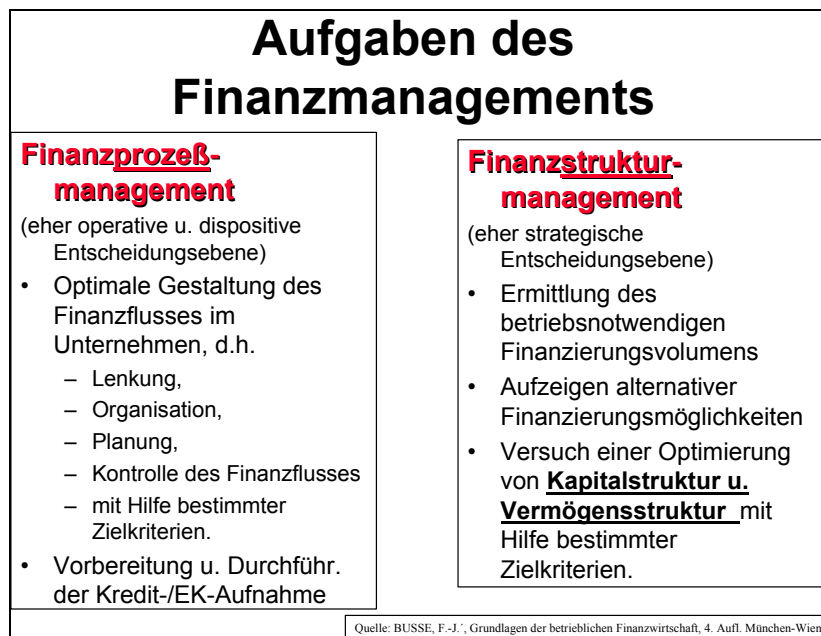 Aufgaben des
Finanzmanagements
Finanzprozeß-
management
(eher operative u. dispositive
Entscheidungsebene)
• Optimale Gestaltung des
Finanzflusses im
Unternehmen, d.h.
– Lenkung,
– Organisation,
– Planung,
– Kontrolle des Finanzflusses
– mit Hilfe bestimmter
Zielkriterien.
• Vorbereitung u. Durchführ.
der Kredit-/EK-Aufnahme
Finanzstruktur-
management
(eher strategische
Entscheidungsebene)
• Ermittlung des
betriebsnotwendigen
Finanzierungsvolumens
• Aufzeigen alternativer
Finanzierungsmöglichkeiten
• Versuch einer Optimierung
von Kapitalstruktur u.
Vermögensstruktur mit
Hilfe bestimmter
Zielkriterien.
Quelle: BUSSE, F.-J.´, Grundlagen der betrieblichen Finanzwirtschaft, 4. Aufl. München-Wien